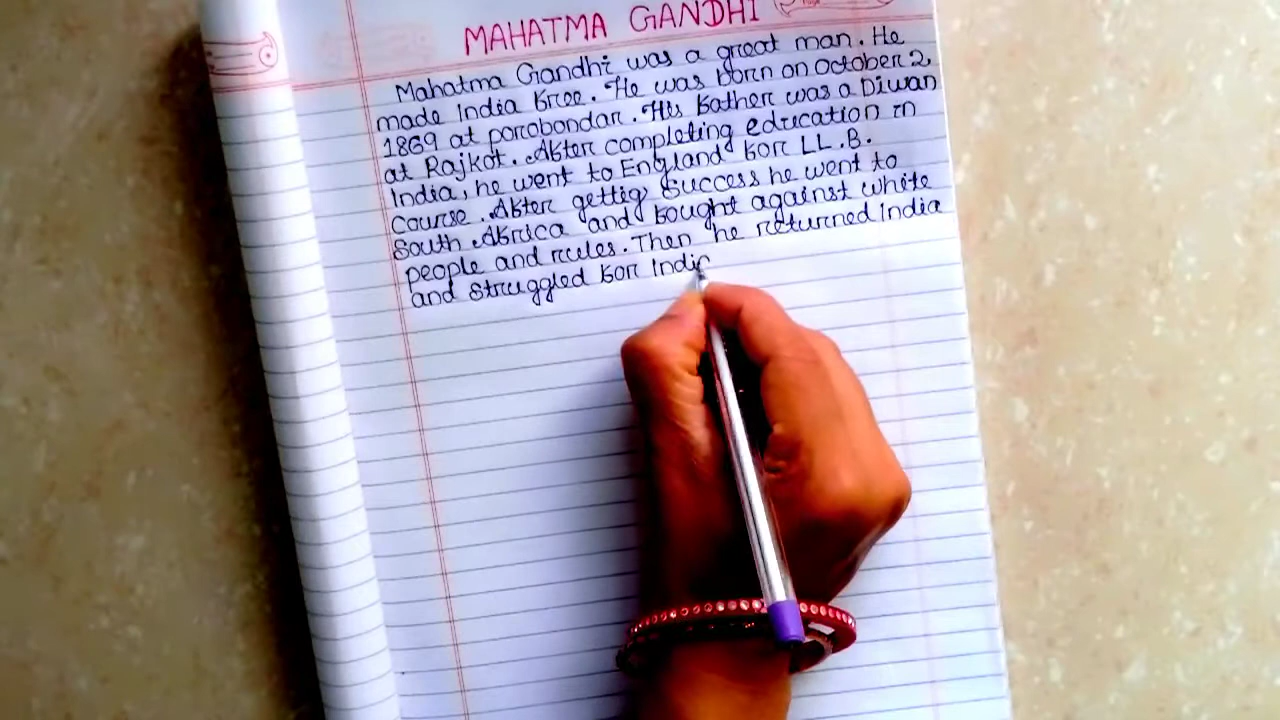 MAHATMA GANDHI
Mahatma Gandhi was a great man. He
made India free. He was born on October 2,
1869 at porobondar. His father was a Diwan
at Rajkot. After completing education in
India, he went to England for LL.B.
course. After gettig success he went to
South Africa and fought against white
people and rules. Then he returned India
and struggled for India